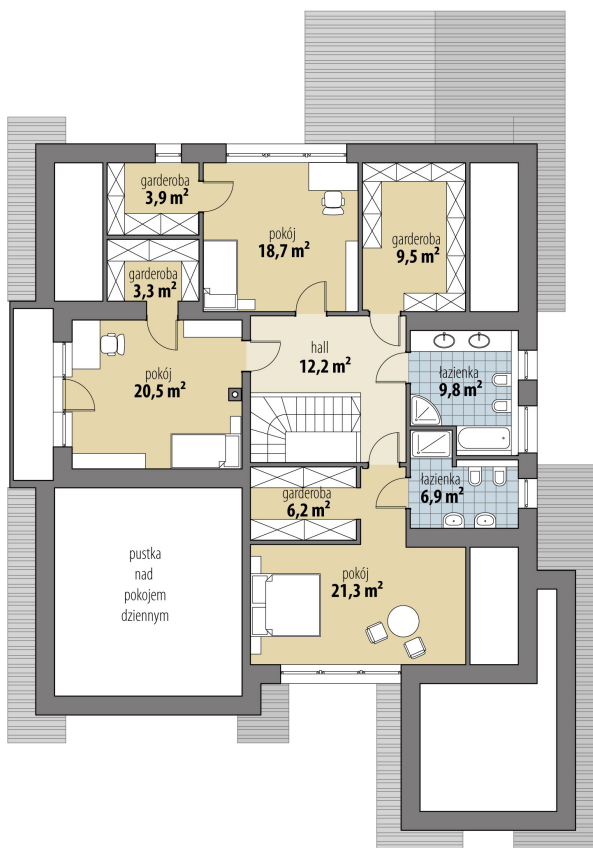 garderoba
3,9 m²
pokój
18,7 m²
garderoba
9,5 m²
garderoba
3,3 m²
pokój
20,5 m²
hall
12,2 m²
łazienka
9,8 m²
garderoba
6,2 m²
łazienka
6,9 m²
pustka
nad
pokojem
dziennym
pokój
21,3 m²